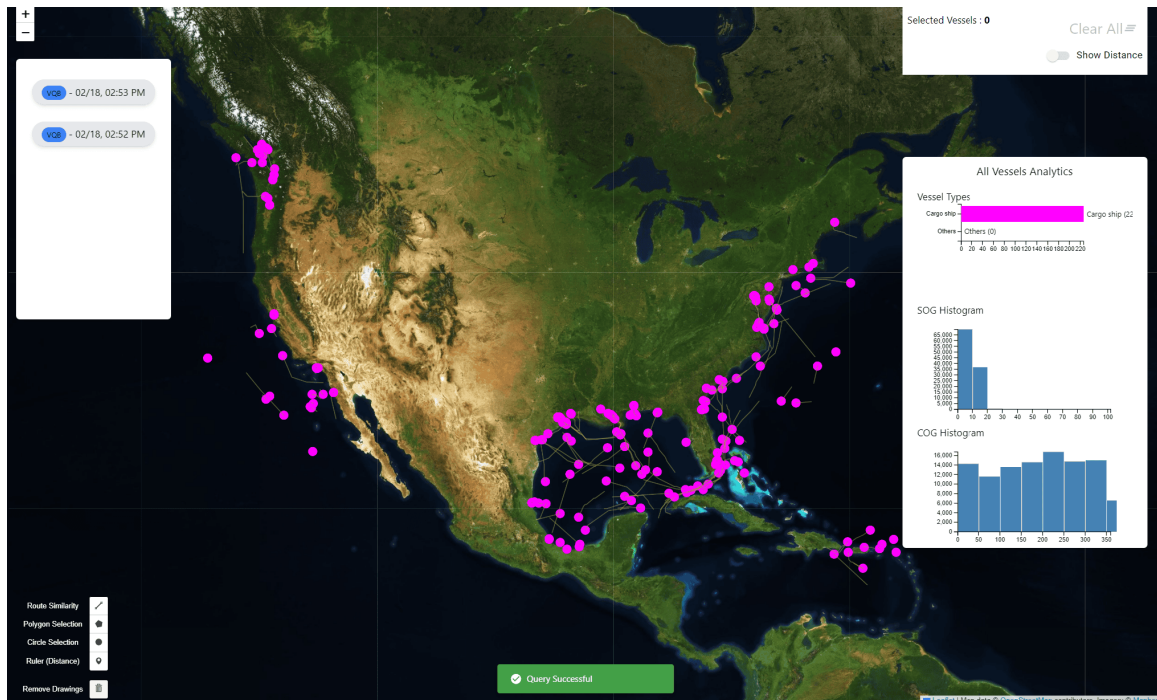 +
−
VQB - 02/18, 02:53 PM
VQB - 02/18, 02:52 PM
Selected Vessels : 0
Clear All
Show Distance
All Vessels Analytics
Vessel Types
Cargo ship
Cargo ship (22
Others
Others (0)
0 20 40 60 80 100 120 140 160 180 200 220
SOG Histogram
65,000
60,000
55,000
50,000
45,000
40,000
35,000
30,000
25,000
20,000
15,000
10,000
5,000
0
0 10 20 30 40 50 60 70 80 90 100
COG Histogram
16,000
14,000
12,000
10,000
8,000
6,000
4,000
2,000
0
0 50 100 150 200 250 300 350
Route Similarity
Polygon Selection
Circle Selection
Ruler (Distance)
Remove Drawings
Query Successful
Leaflet | Map data © OpenStreetMap contributors, Imagery ©